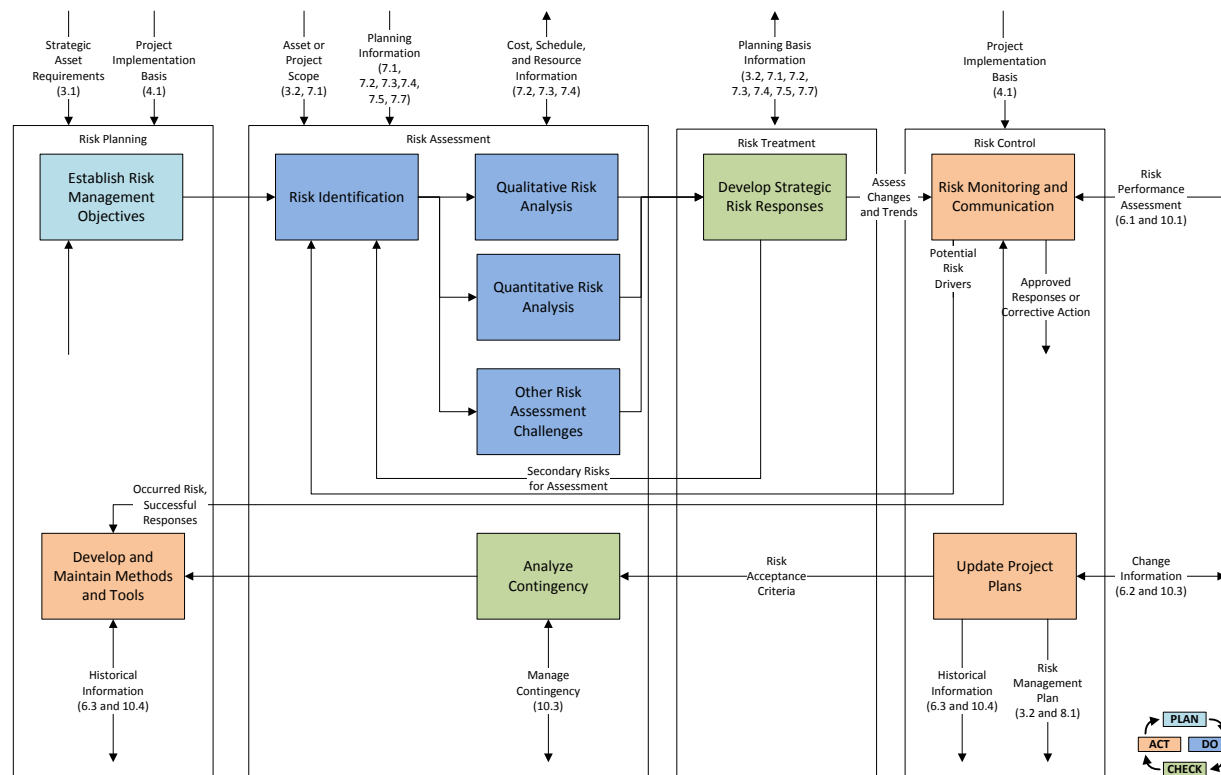 Strategic
Asset
Requirements
(3.1)
Project
Implementation
Basis
(4.1)
Asset or
Project
Scope
(3.2, 7.1)
Planning
Information
(7.1,
7.2, 7.3,7.4,
7.5, 7.7)
Cost, Schedule,
and Resource
Information
(7.2, 7.3, 7.4)
Planning Basis
Information
(3.2, 7.1, 7.2,
7.3, 7.4, 7.5, 7.7)
Project
Implementation
Basis
(4.1)
Risk Planning
Risk Assessment
Risk Treatment
Risk Control
Establish Risk
Management
Objectives
Risk Identification
Qualitative Risk
Analysis
Develop Strategic
Risk Responses
Assess
Changes
and Trends
Risk Monitoring and
Communication
Risk
Performance
Assessment
(6.1 and 10.1)
Quantitative Risk
Analysis
Potential
Risk
Drivers
Approved
Responses or
Corrective Action
Other Risk
Assessment
Challenges
Secondary Risks
for Assessment
Occurred Risk,
Successful
Responses
Develop and
Maintain Methods
and Tools
Analyze
Contingency
Risk
Acceptance
Criteria
Update Project
Plans
Change
Information
(6.2 and 10.3)
Historical
Information
(6.3 and 10.4)
Manage
Contingency
(10.3)
Historical
Information
(6.3 and 10.4)
Risk
Management
Plan
(3.2 and 8.1)
PLAN
ACT
DO
CHECK